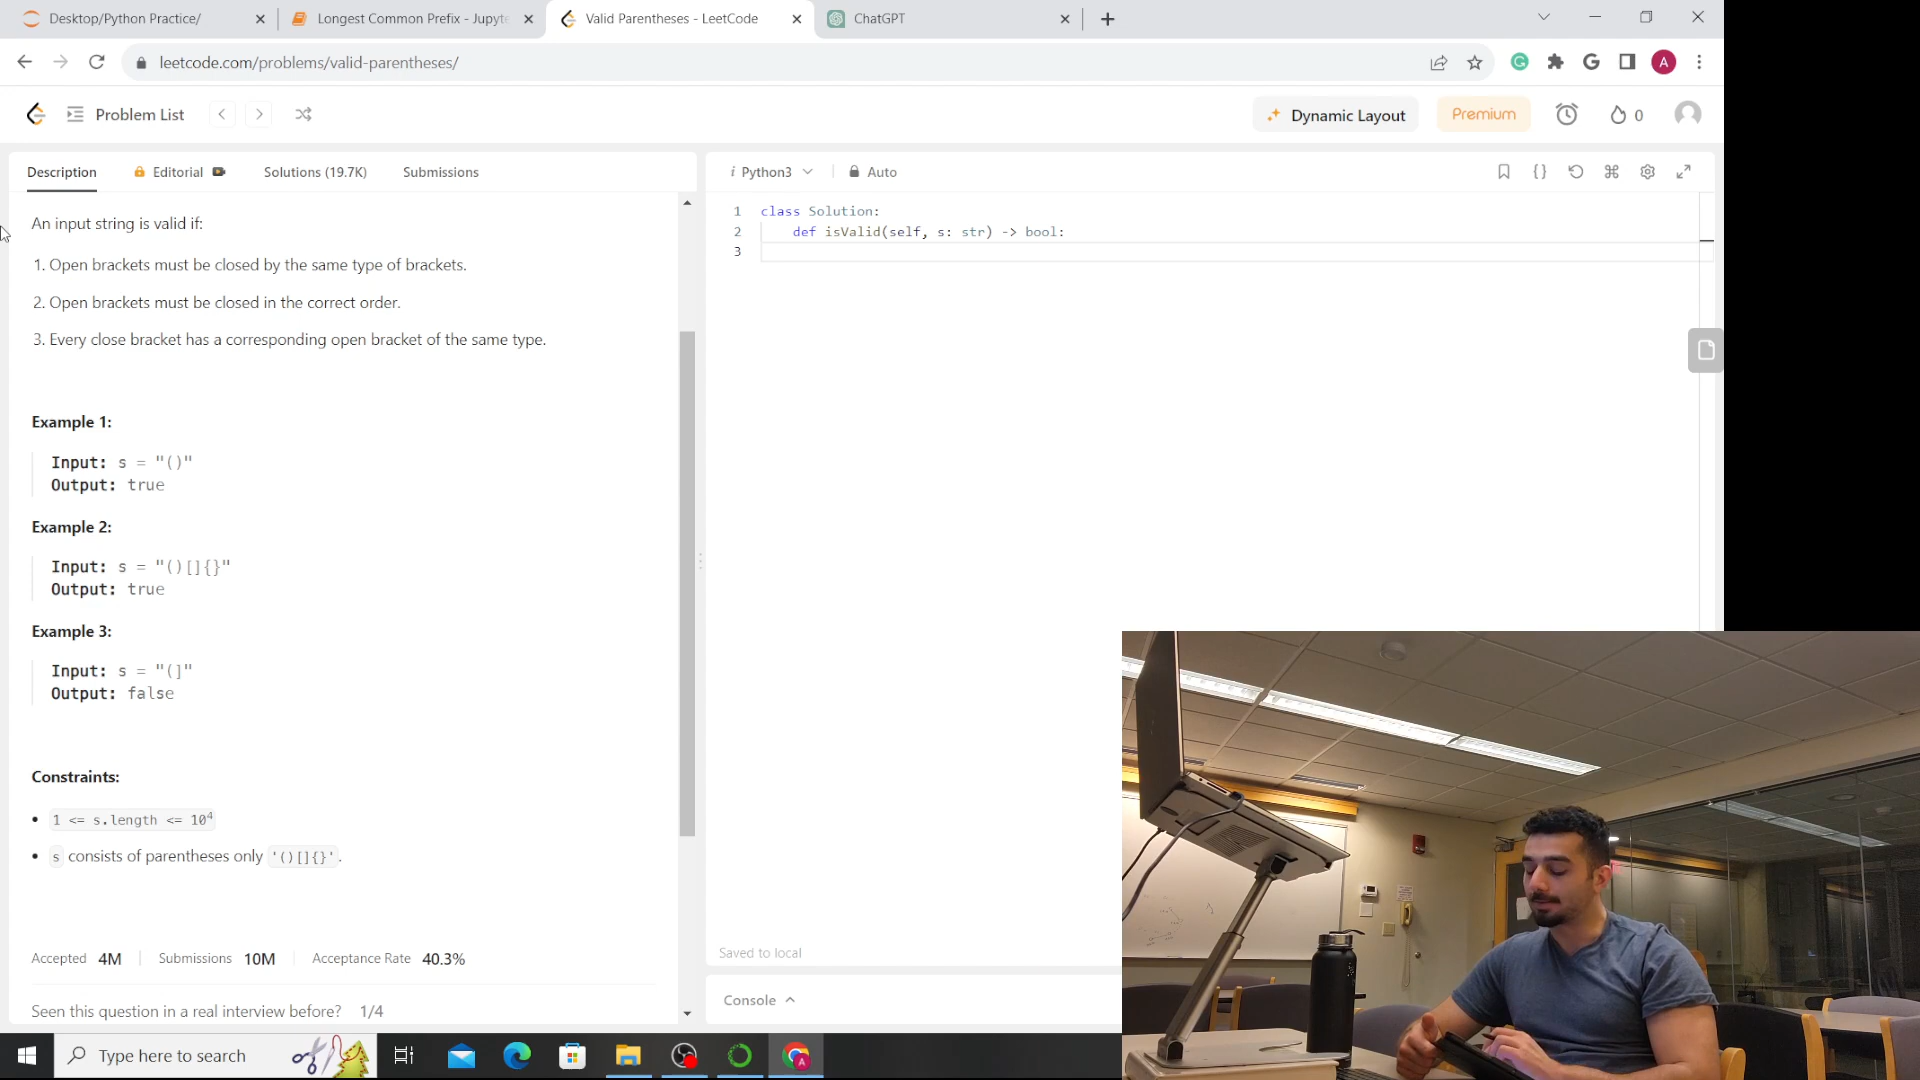 Desktop/Python Practice/
Longest Common Prefix - Jupyte
Valid Parentheses - LeetCode
ChatGPT
leetcode.com/problems/valid-parentheses/
G
A
Problem List
Dynamic Layout
Premium
0
Description
Editorial
Solutions (19.7K)
Submissions
i Python3
Auto
An input string is valid if:
1. Open brackets must be closed by the same type of brackets.
2. Open brackets must be closed in the correct order.
3. Every close bracket has a corresponding open bracket of the same type.
Example 1:
Input: s = "()"
Output: true
Example 2:
Input: s = "()[]{}"
Output: true
Example 3:
Input: s = "(]"
Output: false
Constraints:
• 1 <= s.length <= 10⁴
• s consists of parentheses only '()[]{}'.
Accepted 4M
Submissions 10M
Acceptance Rate 40.3%
Seen this question in a real interview before? 1/4
1 class Solution:
2 def isValid(self, s: str) -> bool:
3
Saved to local
Console
Type here to search